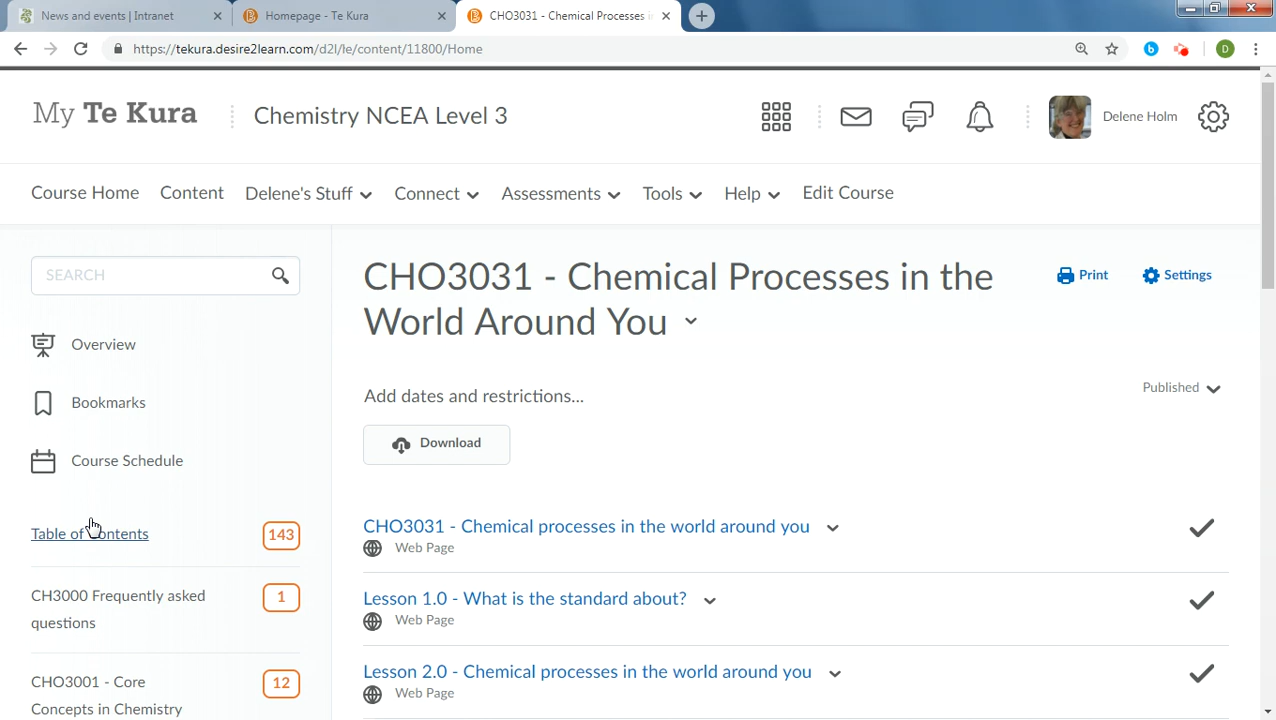 News and events | Intranet
Homepage - Te Kura
CHO3031 - Chemical Processes in
https://tekura.desire2learn.com/d2l/le/content/11800/Home
My Te Kura
Chemistry NCEA Level 3
Delene Holm
Course Home
Content
Delene's Stuff
Connect
Assessments
Tools
Help
Edit Course
SEARCH
Overview
Bookmarks
Course Schedule
Table of Contents
143
CH3000 Frequently asked
questions
1
CHO3001 - Core
Concepts in Chemistry
12
CHO3031 - Chemical Processes in the
World Around You
Print
Settings
Add dates and restrictions...
Published
Download
CHO3031 - Chemical processes in the world around you
Web Page
Lesson 1.0 - What is the standard about?
Web Page
Lesson 2.0 - Chemical processes in the world around you
Web Page